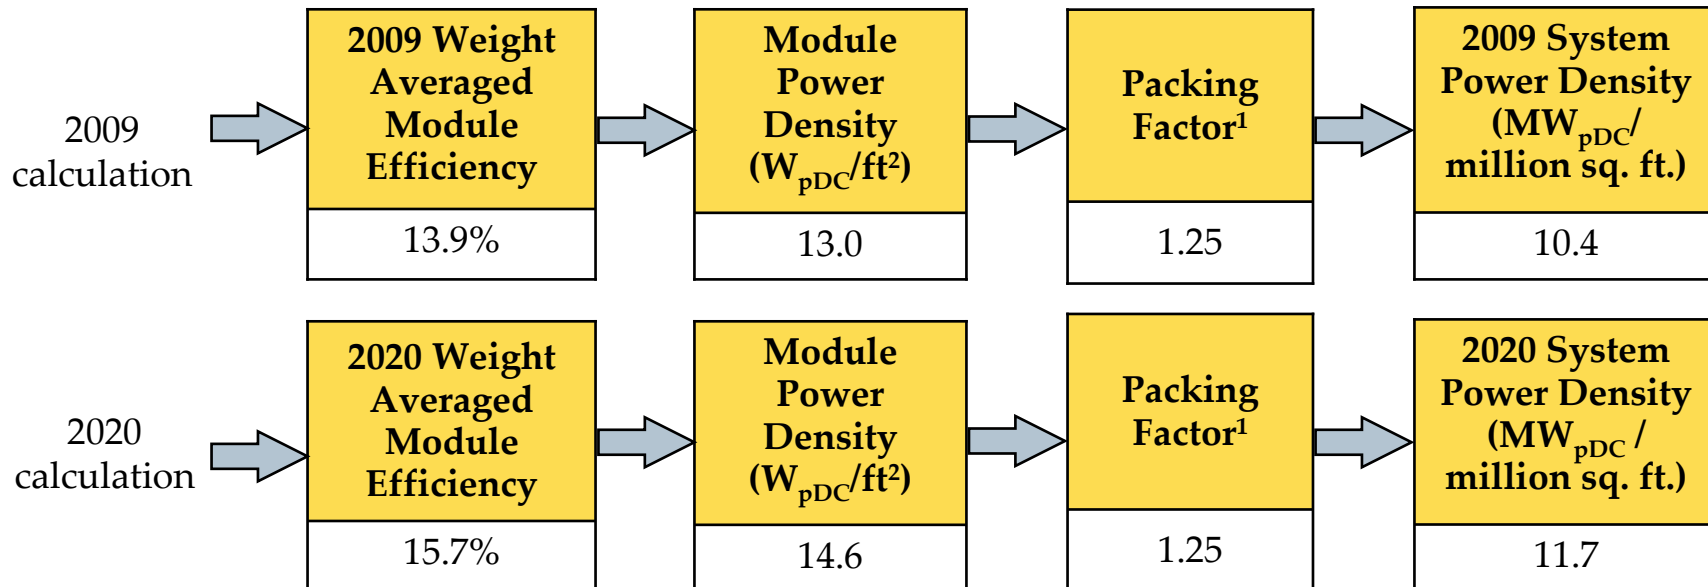 2009
calculation
2009 Weight
Averaged
Module
Efficiency
13.9%
Module
Power
Density
(WpDC/ft²)
13.0
Packing
Factor¹
1.25
2009 System
Power Density
(MWpDC/
million sq. ft.)
10.4
2020
calculation
2020 Weight
Averaged
Module
Efficiency
15.7%
Module
Power
Density
(WpDC/ft²)
14.6
Packing
Factor¹
1.25
2020 System
Power Density
(MWpDC /
million sq. ft.)
11.7